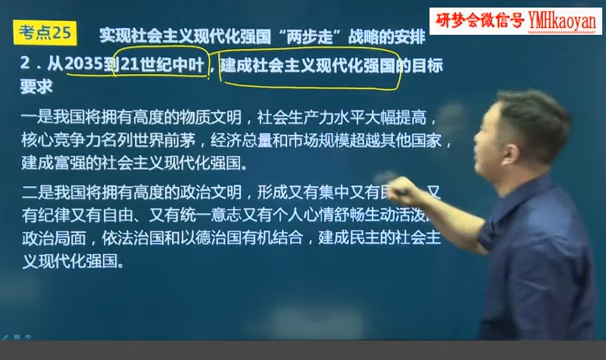 研梦会微信号
YMHkaoyan
考点25 实现社会主义现代化强国“两步走”战略的安排
2．从2035到21世纪中叶，建成社会主义现代化强国的目标
要求
一是我国将拥有高度的物质文明，社会生产力水平大幅提高，
核心竞争力名列世界前茅，经济总量和市场规模超越其他国家，
建成富强的社会主义现代化强国。
二是我国将拥有高度的政治文明，形成又有集中又有民 又
有纪律又有自由、又有统一意志又有个人心情舒畅生动活泼
政治局面，依法治国和以德治国有机结合，建成民主的社会主
义现代化强国。